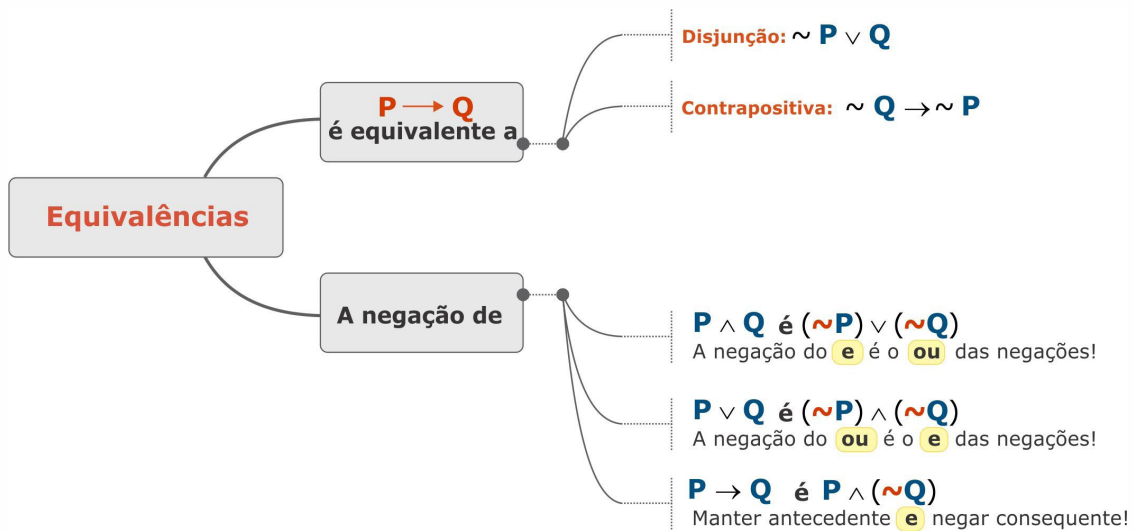 Equivalências
P → Q
é equivalente a
Disjunção: ~ P ∨ Q
Contrapositiva: ~ Q → ~ P
A negação de
P ∧ Q é (~P) ∨ (~Q)
A negação do e é o ou das negações!
P ∨ Q é (~P) ∧ (~Q)
A negação do ou é o e das negações!
P → Q é P ∧ (~Q)
Manter antecedente e negar consequente!